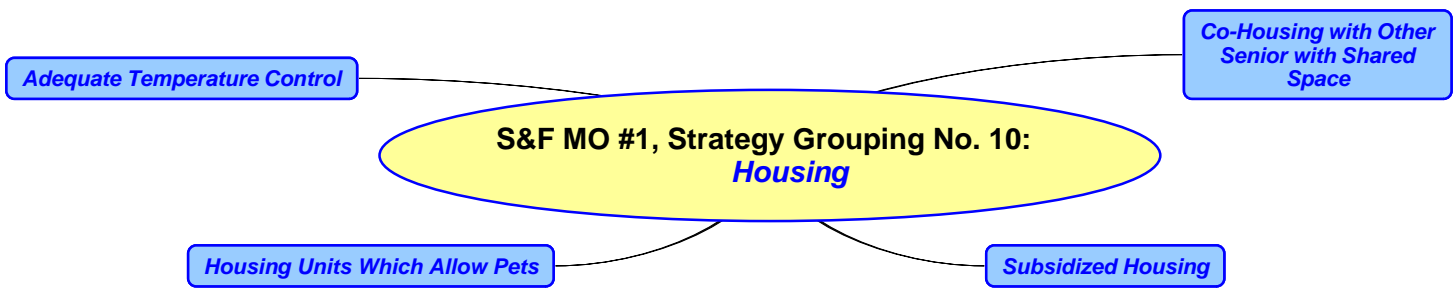 Co-Housing with Other
Senior with Shared
Space
Adequate Temperature Control
S&F MO #1, Strategy Grouping No. 10:
Housing
Housing Units Which Allow Pets
Subsidized Housing